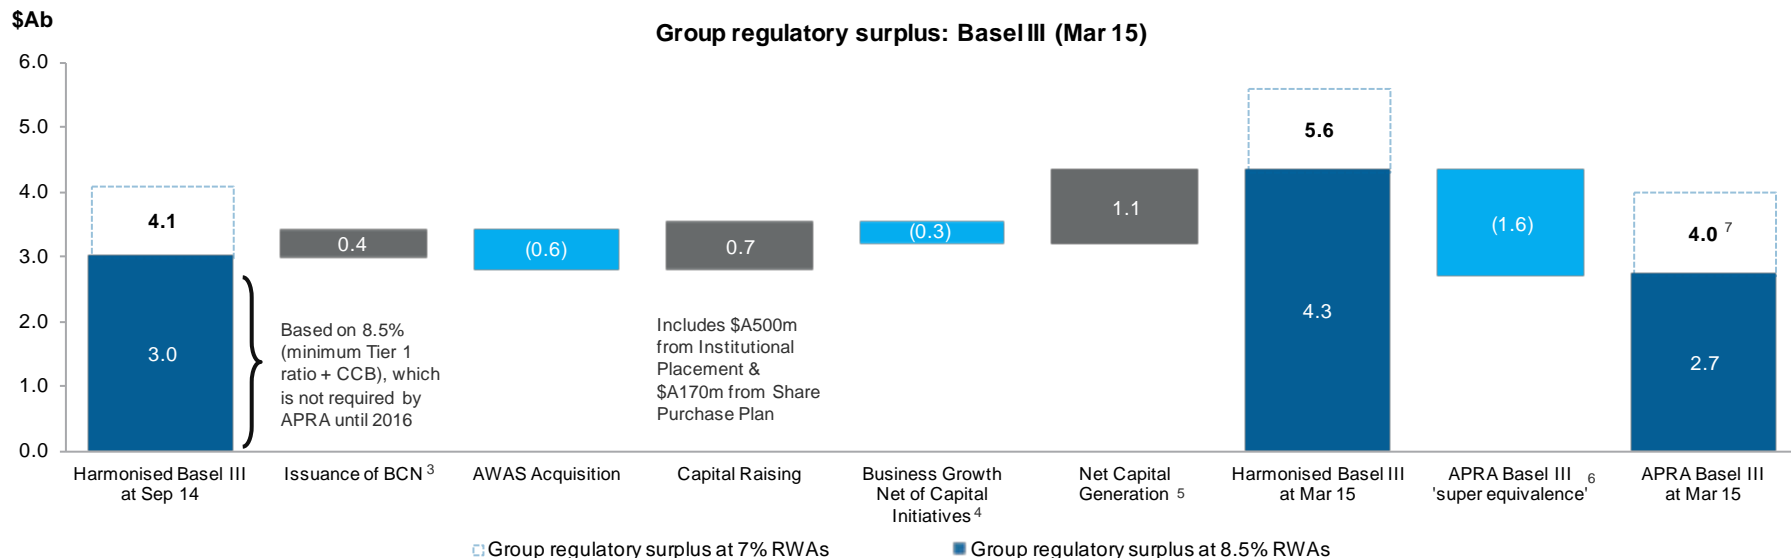 $Ab
Group regulatory surplus: Basel III (Mar 15)
6.0
5.0
4.0
3.0
2.0
1.0
0.0
4.1
3.0
0.4
(0.6)
0.7
(0.3)
1.1
5.6
4.3
(1.6)
4.0 7
2.7
Based on 8.5%
(minimum Tier 1
ratio + CCB), which
is not required by
APRA until 2016
Includes $A500m
from Institutional
Placement &
$A170m from Share
Purchase Plan
Harmonised Basel III
at Sep 14
Issuance of BCN 3
AWAS Acquisition
Capital Raising
Business Growth
Net of Capital
Initiatives 4
Net Capital
Generation 5
Harmonised Basel III
at Mar 15
APRA Basel III
'super equivalence' 6
APRA Basel III
at Mar 15
Group regulatory surplus at 7% RWAs
Group regulatory surplus at 8.5% RWAs